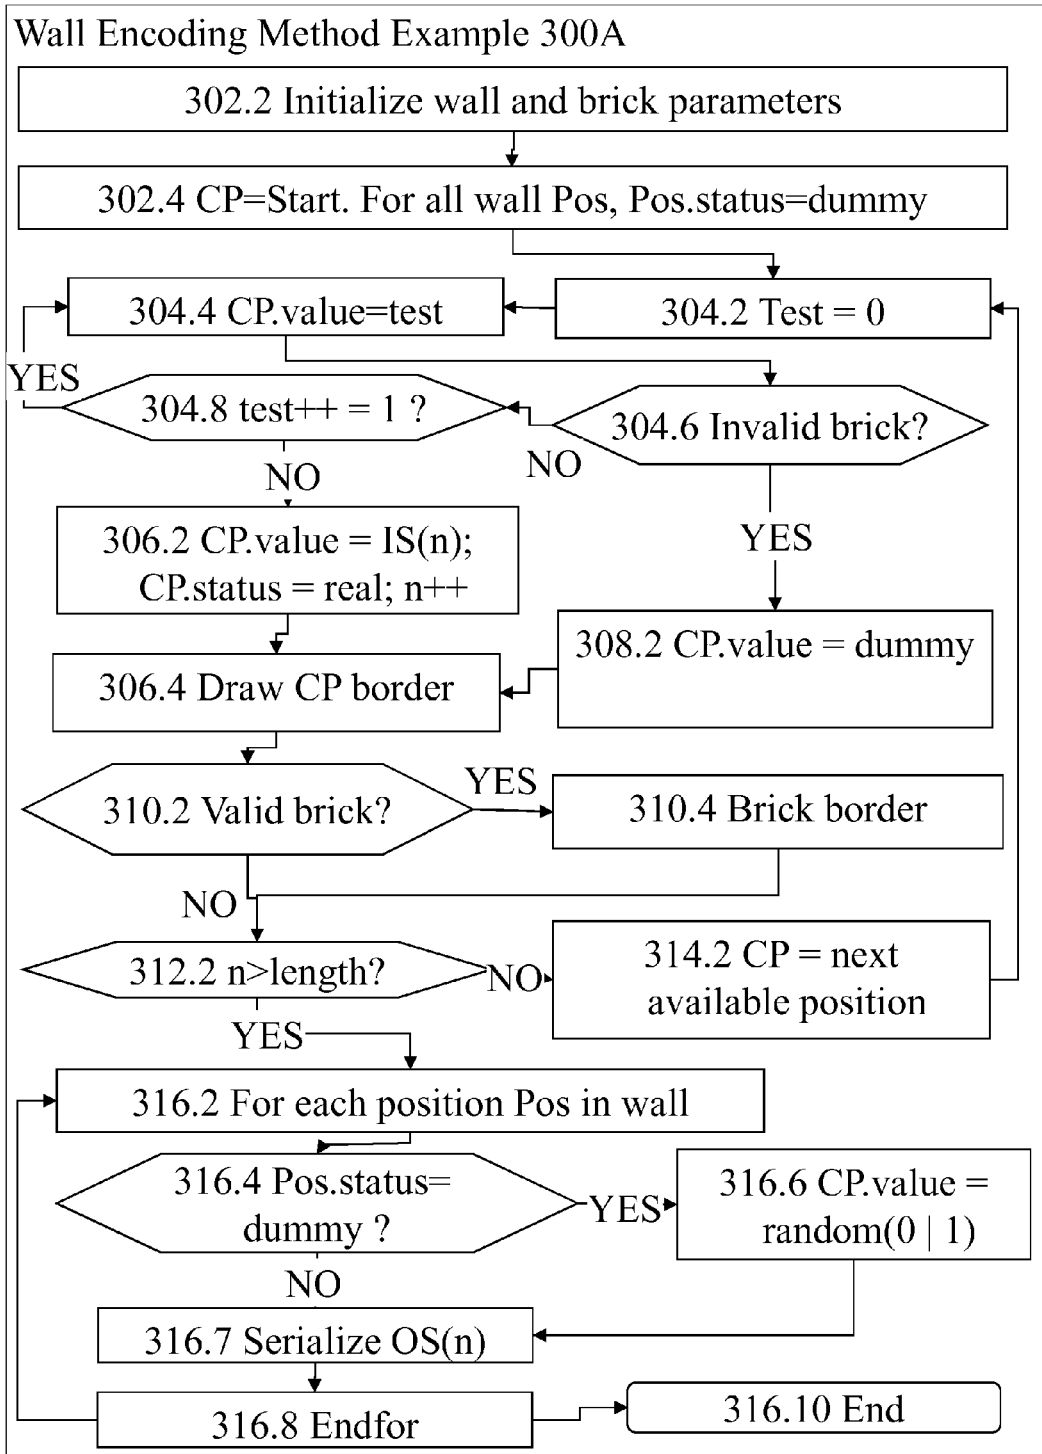 Wall Encoding Method Example 300A
302.2 Initialize wall and brick parameters
302.4 CP=Start. For all wall Pos, Pos.status=dummy
304.4 CP.value=test
304.2 Test = 0
YES
304.8 test++ = 1 ?
304.6 Invalid brick?
NO
NO
YES
306.2 CP.value = IS(n);
CP.status = real; n++
308.2 CP.value = dummy
306.4 Draw CP border
YES
310.2 Valid brick?
310.4 Brick border
NO
312.2 n>length?
NO
314.2 CP = next
available position
YES
316.2 For each position Pos in wall
316.4 Pos.status=
dummy ?
YES
316.6 CP.value =
random(0 | 1)
NO
316.7 Serialize OS(n)
316.8 Endfor
316.10 End